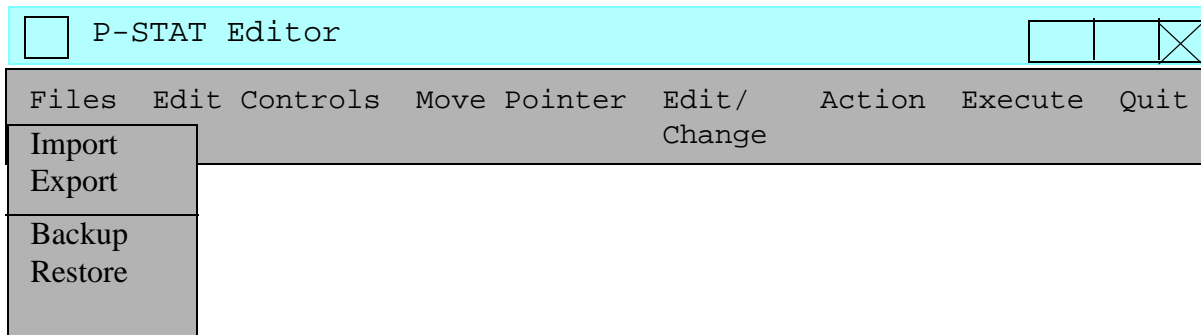 P-STAT Editor
Files Edit Controls Move Pointer Edit/ Action Execute Quit
Change
Import
Export
Backup
Restore